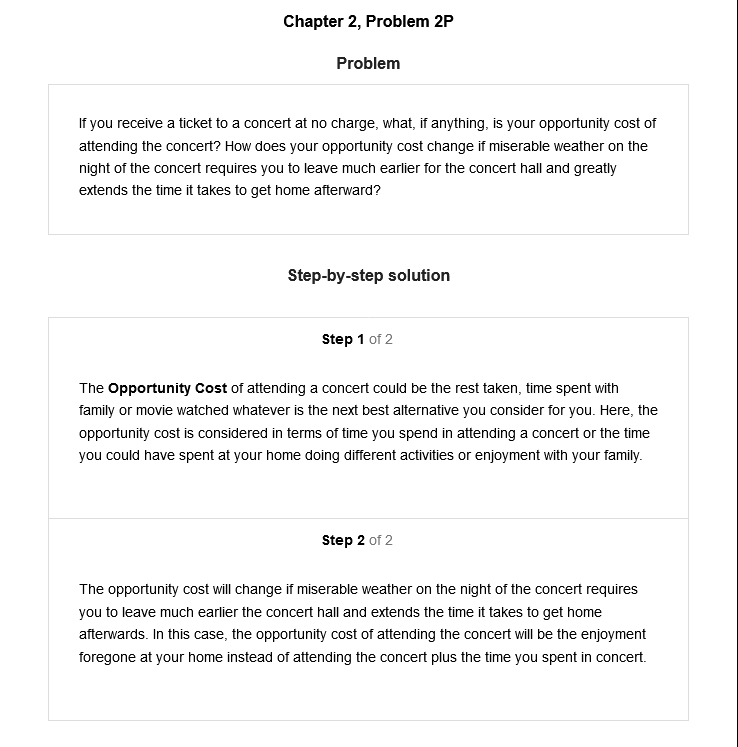 Chapter 2, Problem 2P
Problem
If you receive a ticket to a concert at no charge, what, if anything, is your opportunity cost of
attending the concert? How does your opportunity cost change if miserable weather on the
night of the concert requires you to leave much earlier for the concert hall and greatly
extends the time it takes to get home afterward?
Step-by-step solution
Step 1 of 2
The Opportunity Cost of attending a concert could be the rest taken, time spent with
family or movie watched whatever is the next best alternative you consider for you. Here, the
opportunity cost is considered in terms of time you spend in attending a concert or the time
you could have spent at your home doing different activities or enjoyment with your family.
Step 2 of 2
The opportunity cost will change if miserable weather on the night of the concert requires
you to leave much earlier the concert hall and extends the time it takes to get home
afterwards. In this case, the opportunity cost of attending the concert will be the enjoyment
foregone at your home instead of attending the concert plus the time you spent in concert.